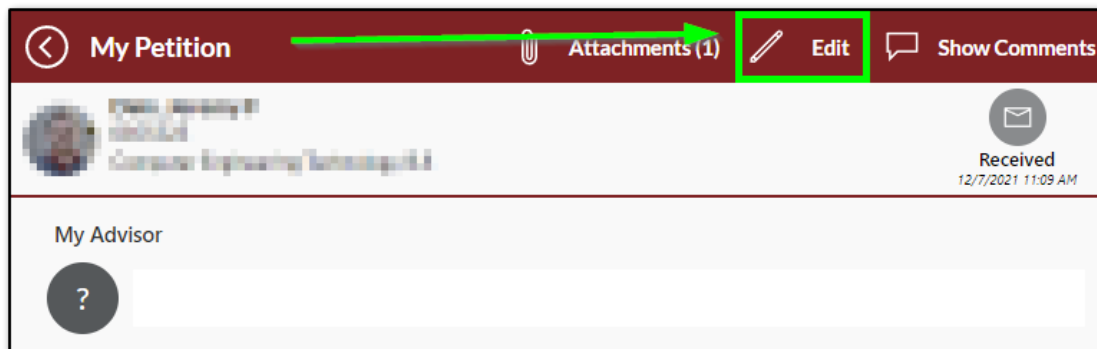 My Petition
Attachments (1)
Edit
Show Comments
Received
12/7/2021 11:09 AM
My Advisor
?